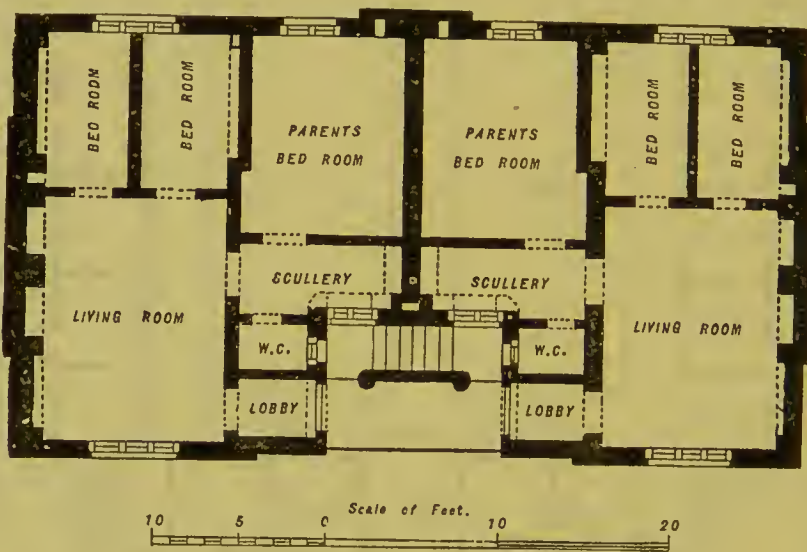 BED ROOM
BED ROOM
PARENTS
BED ROOM
PARENTS
BED ROOM
BED ROOM
BED ROOM
SCULLERY
SCULLERY
LIVING ROOM
LIVING ROOM
W.C.
W.C.
LOBBY
LOBBY
Scale of Feet.
10 5 0 10 20